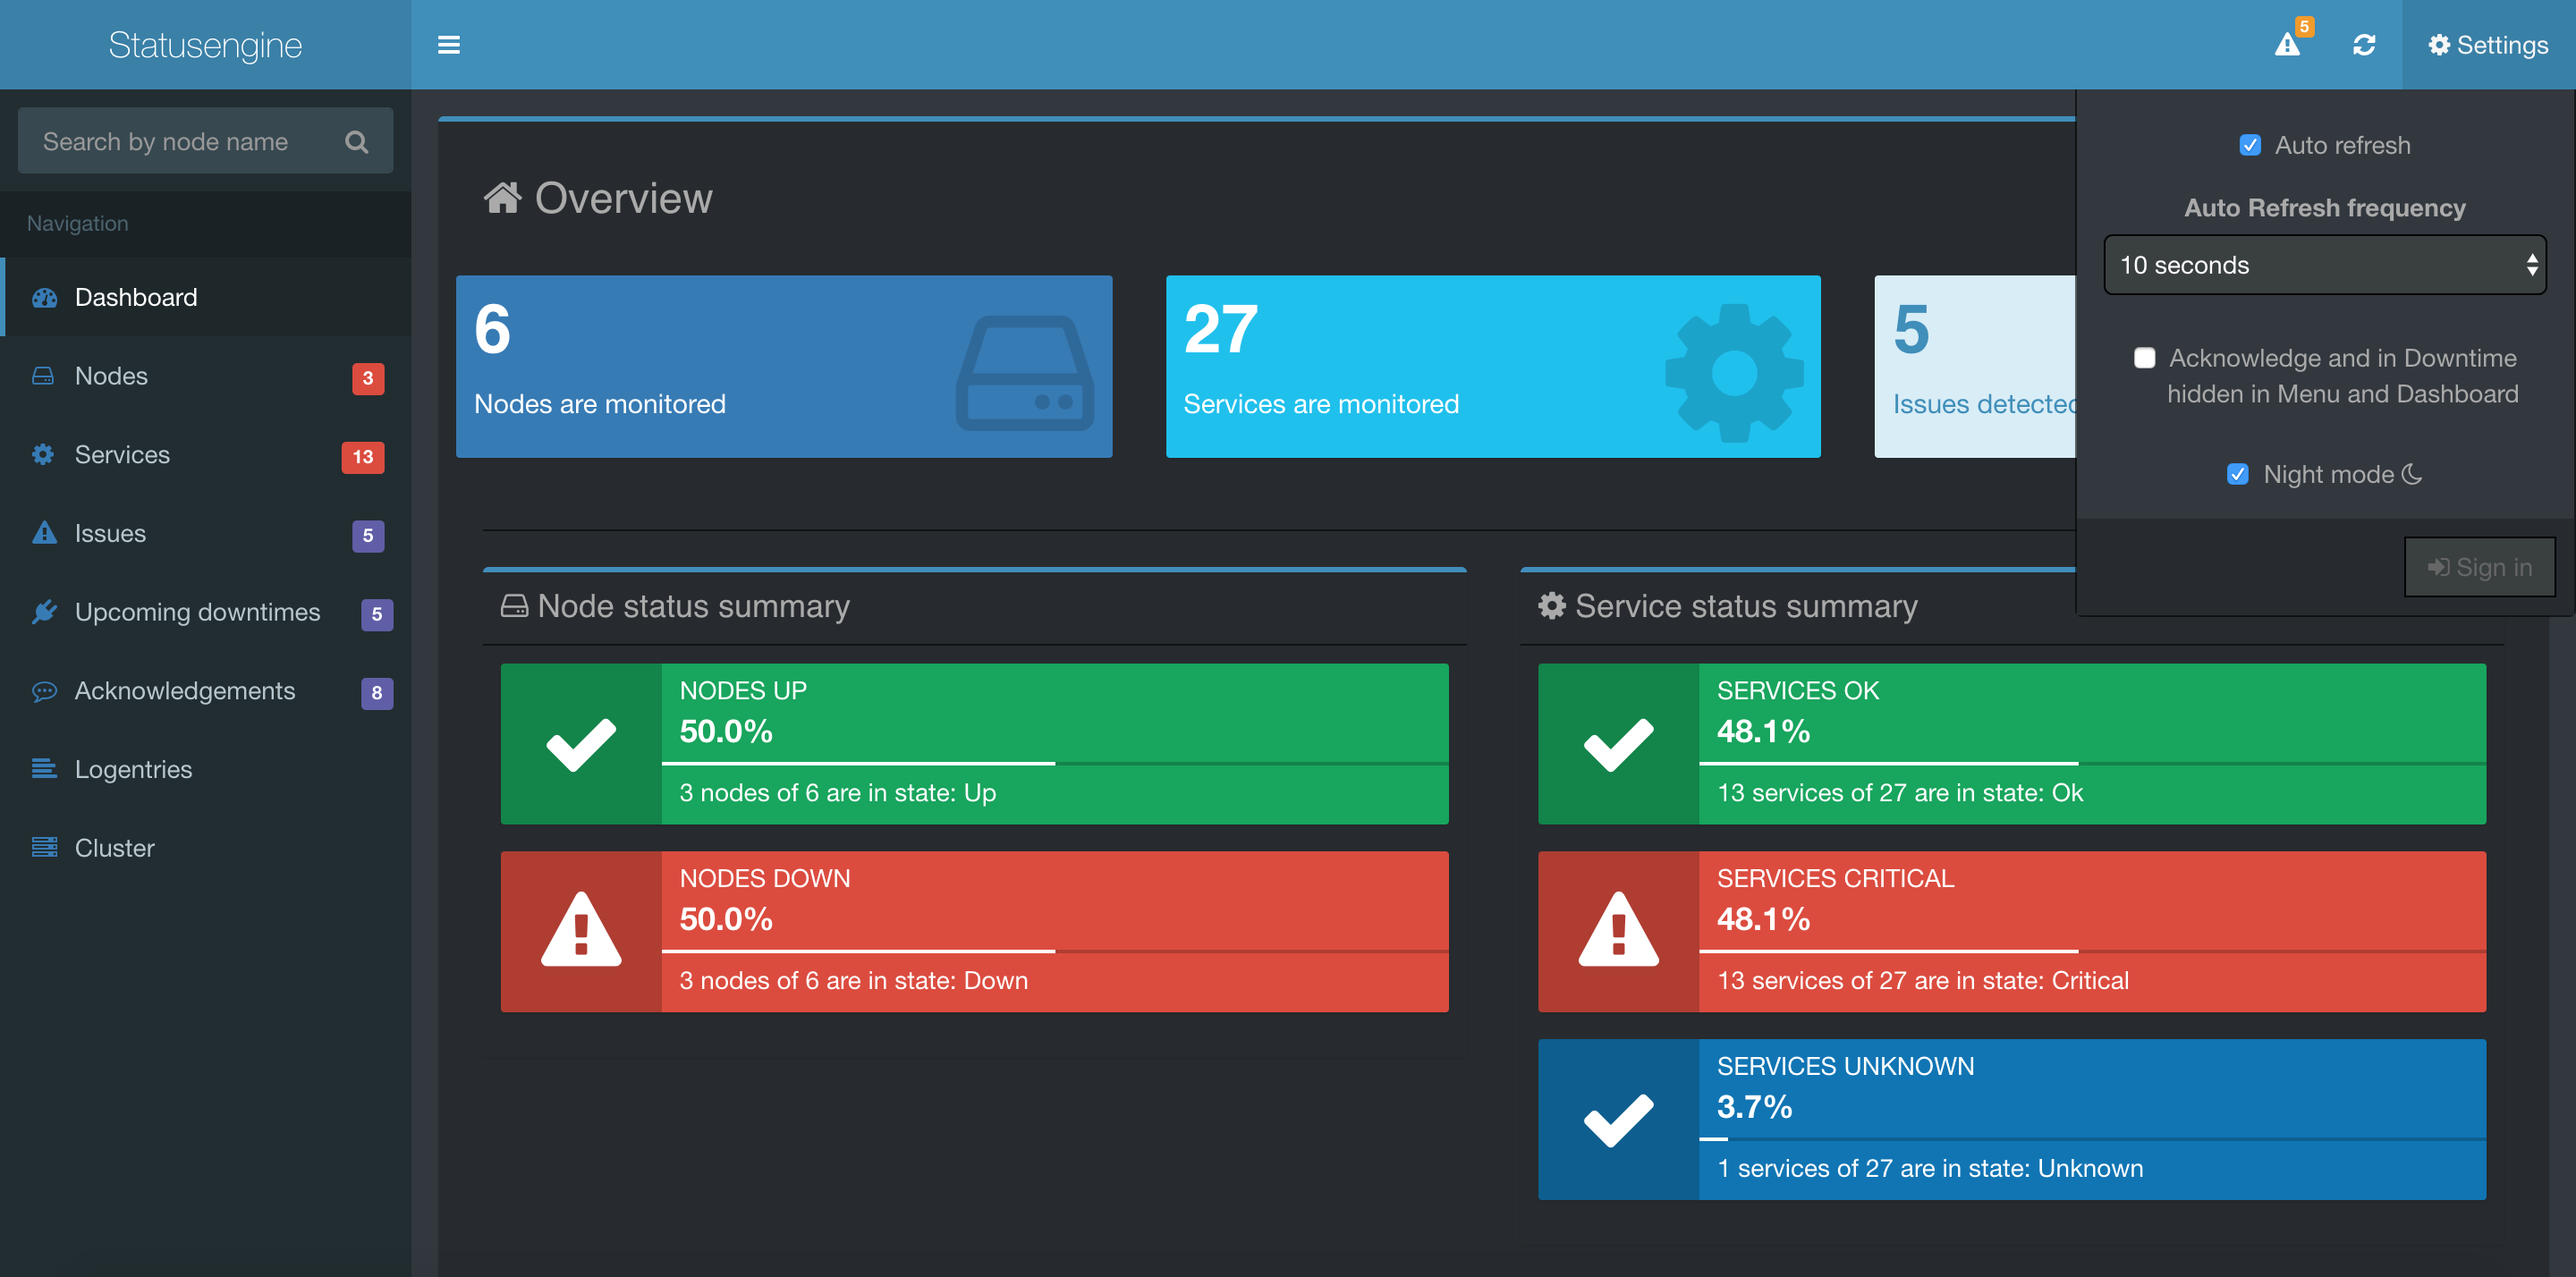 Statusengine
5
Settings
Search by node name
Navigation
Dashboard
Nodes 3
Services 13
Issues 5
Upcoming downtimes 5
Acknowledgements 8
Logentries
Cluster
Overview
6
Nodes are monitored
27
Services are monitored
5
Issues detected
Auto refresh
Auto Refresh frequency
10 seconds
Acknowledge and in Downtime
hidden in Menu and Dashboard
Night mode
Sign in
Node status summary
NODES UP
50.0%
3 nodes of 6 are in state: Up
NODES DOWN
50.0%
3 nodes of 6 are in state: Down
Service status summary
SERVICES OK
48.1%
13 services of 27 are in state: Ok
SERVICES CRITICAL
48.1%
13 services of 27 are in state: Critical
SERVICES UNKNOWN
3.7%
1 services of 27 are in state: Unknown